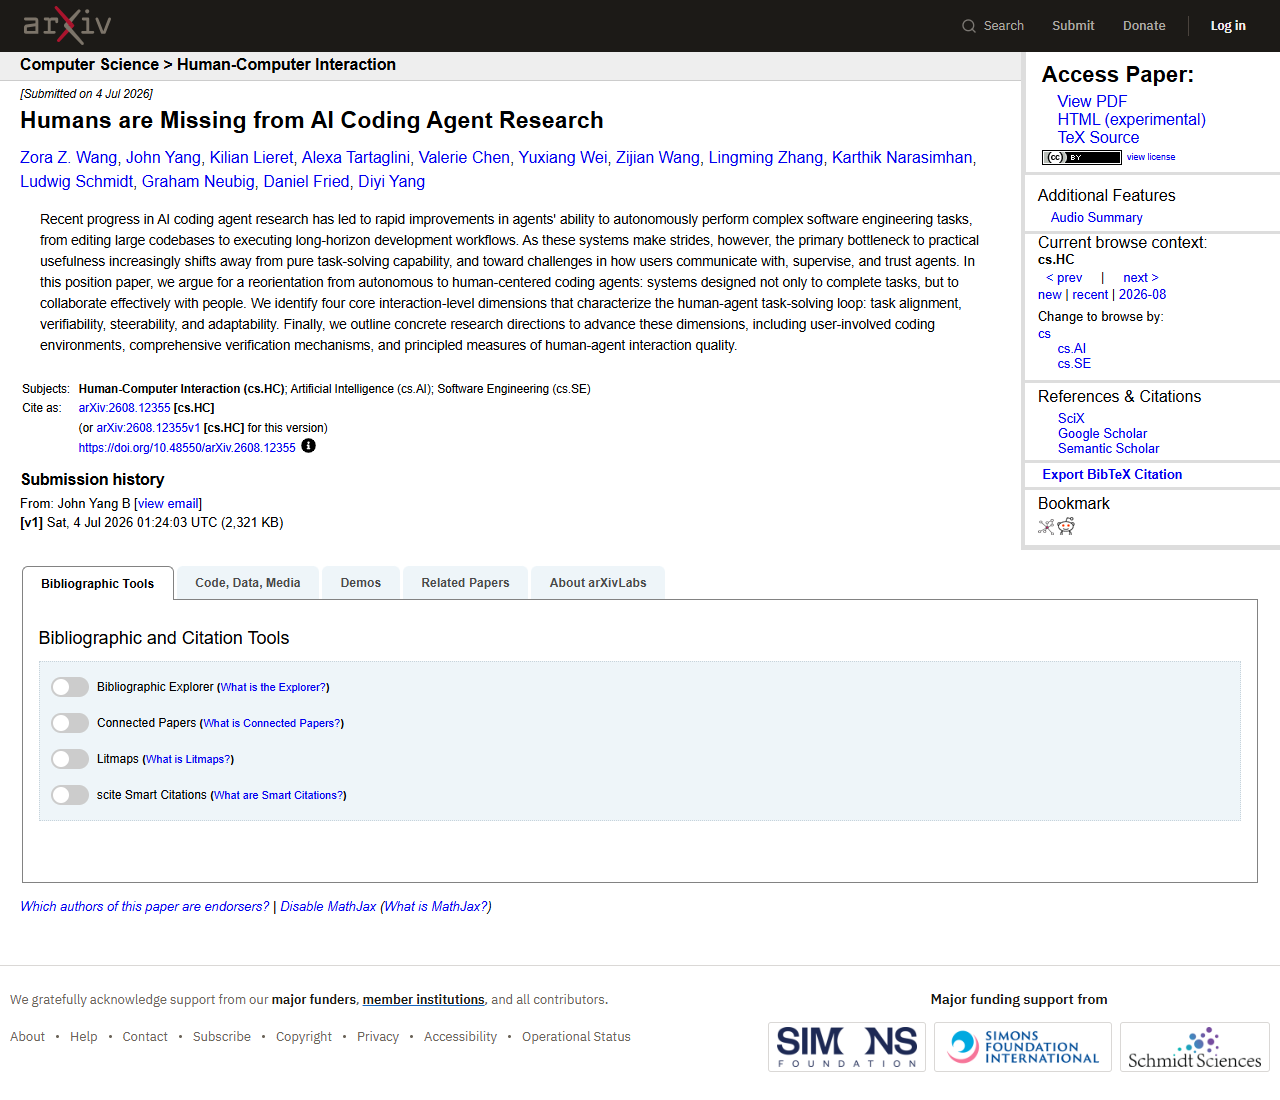 arXiv
Search
Submit
Donate
Log in
Computer Science > Human-Computer Interaction
[Submitted on 4 Jul 2026]
Humans are Missing from AI Coding Agent Research
Zora Z. Wang, John Yang, Kilian Lieret, Alexa Tartaglini, Valerie Chen, Yuxiang Wei, Zijian Wang, Lingming Zhang, Karthik Narasimhan,
Ludwig Schmidt, Graham Neubig, Daniel Fried, Diyi Yang
Recent progress in AI coding agent research has led to rapid improvements in agents' ability to autonomously perform complex software engineering tasks,
from editing large codebases to executing long-horizon development workflows. As these systems make strides, however, the primary bottleneck to practical
usefulness increasingly shifts away from pure task-solving capability, and toward challenges in how users communicate with, supervise, and trust agents. In
this position paper, we argue for a reorientation from autonomous to human-centered coding agents: systems designed not only to complete tasks, but to
collaborate effectively with people. We identify four core interaction-level dimensions that characterize the human-agent task-solving loop: task alignment,
verifiability, steerability, and adaptability. Finally, we outline concrete research directions to advance these dimensions, including user-involved coding
environments, comprehensive verification mechanisms, and principled measures of human-agent interaction quality.
Subjects: Human-Computer Interaction (cs.HC); Artificial Intelligence (cs.AI); Software Engineering (cs.SE)
Cite as: arXiv:2608.12355 [cs.HC]
(or arXiv:2608.12355v1 [cs.HC] for this version)
https://doi.org/10.48550/arXiv.2608.12355
Submission history
From: John Yang B [view email]
[v1] Sat, 4 Jul 2026 01:24:03 UTC (2,321 KB)
Access Paper:
View PDF
HTML (experimental)
TeX Source
(cc) BY view license
Additional Features
Audio Summary
Current browse context:
cs.HC
< prev | next >
new | recent | 2026-08
Change to browse by:
cs
cs.AI
cs.SE
References & Citations
SciX
Google Scholar
Semantic Scholar
Export BibTeX Citation
Bookmark
Bibliographic Tools
Code, Data, Media
Demos
Related Papers
About arXivLabs
Bibliographic and Citation Tools
Bibliographic Explorer (What is the Explorer?)
Connected Papers (What is Connected Papers?)
Litmaps (What is Litmaps?)
scite Smart Citations (What are Smart Citations?)
Which authors of this paper are endorsers? | Disable MathJax (What is MathJax?)
We gratefully acknowledge support from our major funders, member institutions, and all contributors.
About • Help • Contact • Subscribe • Copyright • Privacy • Accessibility • Operational Status
Major funding support from
SIMONS
FOUNDATION
SIMONS
FOUNDATION
INTERNATIONAL
Schmidt Sciences